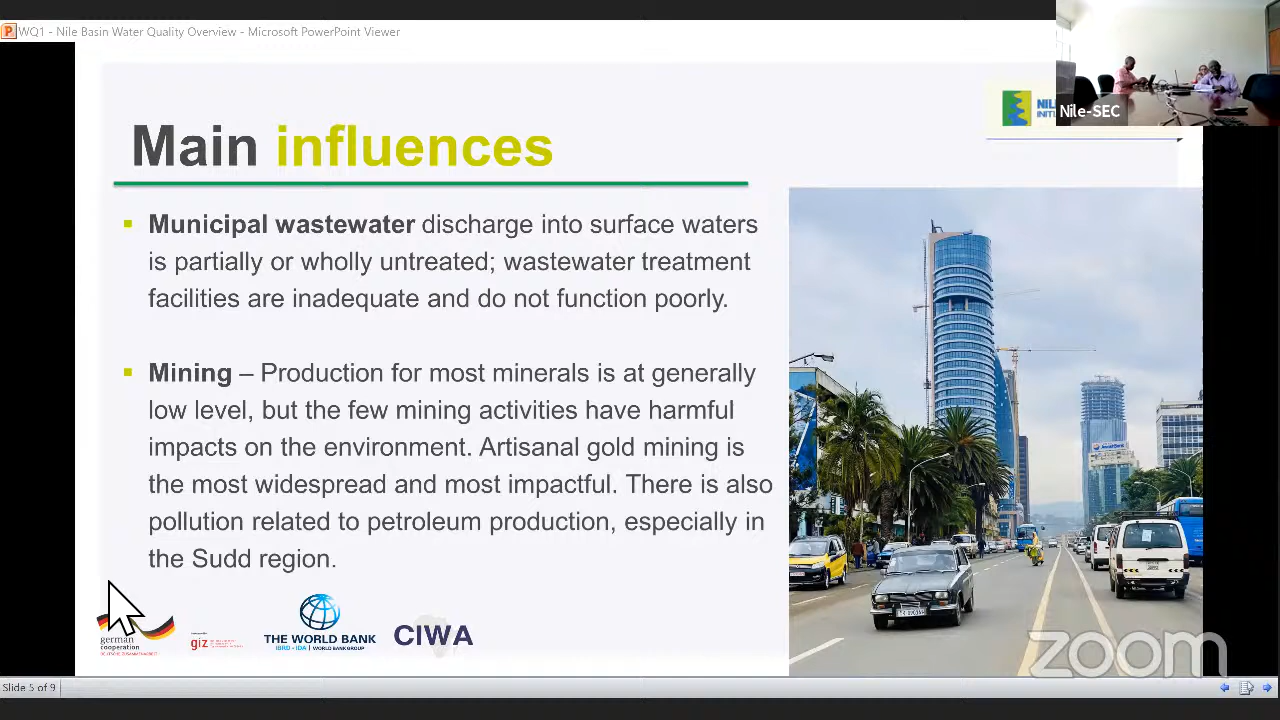 WQ1 - Nile Basin Water Quality Overview - Microsoft PowerPoint Viewer
Nile-SEC
Main influences
Municipal wastewater discharge into surface waters
is partially or wholly untreated; wastewater treatment
facilities are inadequate and do not function poorly.
Mining – Production for most minerals is at generally
low level, but the few mining activities have harmful
impacts on the environment. Artisanal gold mining is
the most widespread and most impactful. There is also
pollution related to petroleum production, especially in
the Sudd region.
german
cooperation
giz
THE WORLD BANK
IBRD • IDA | WORLD BANK GROUP
CIWA
zoom
Slide 5 of 9